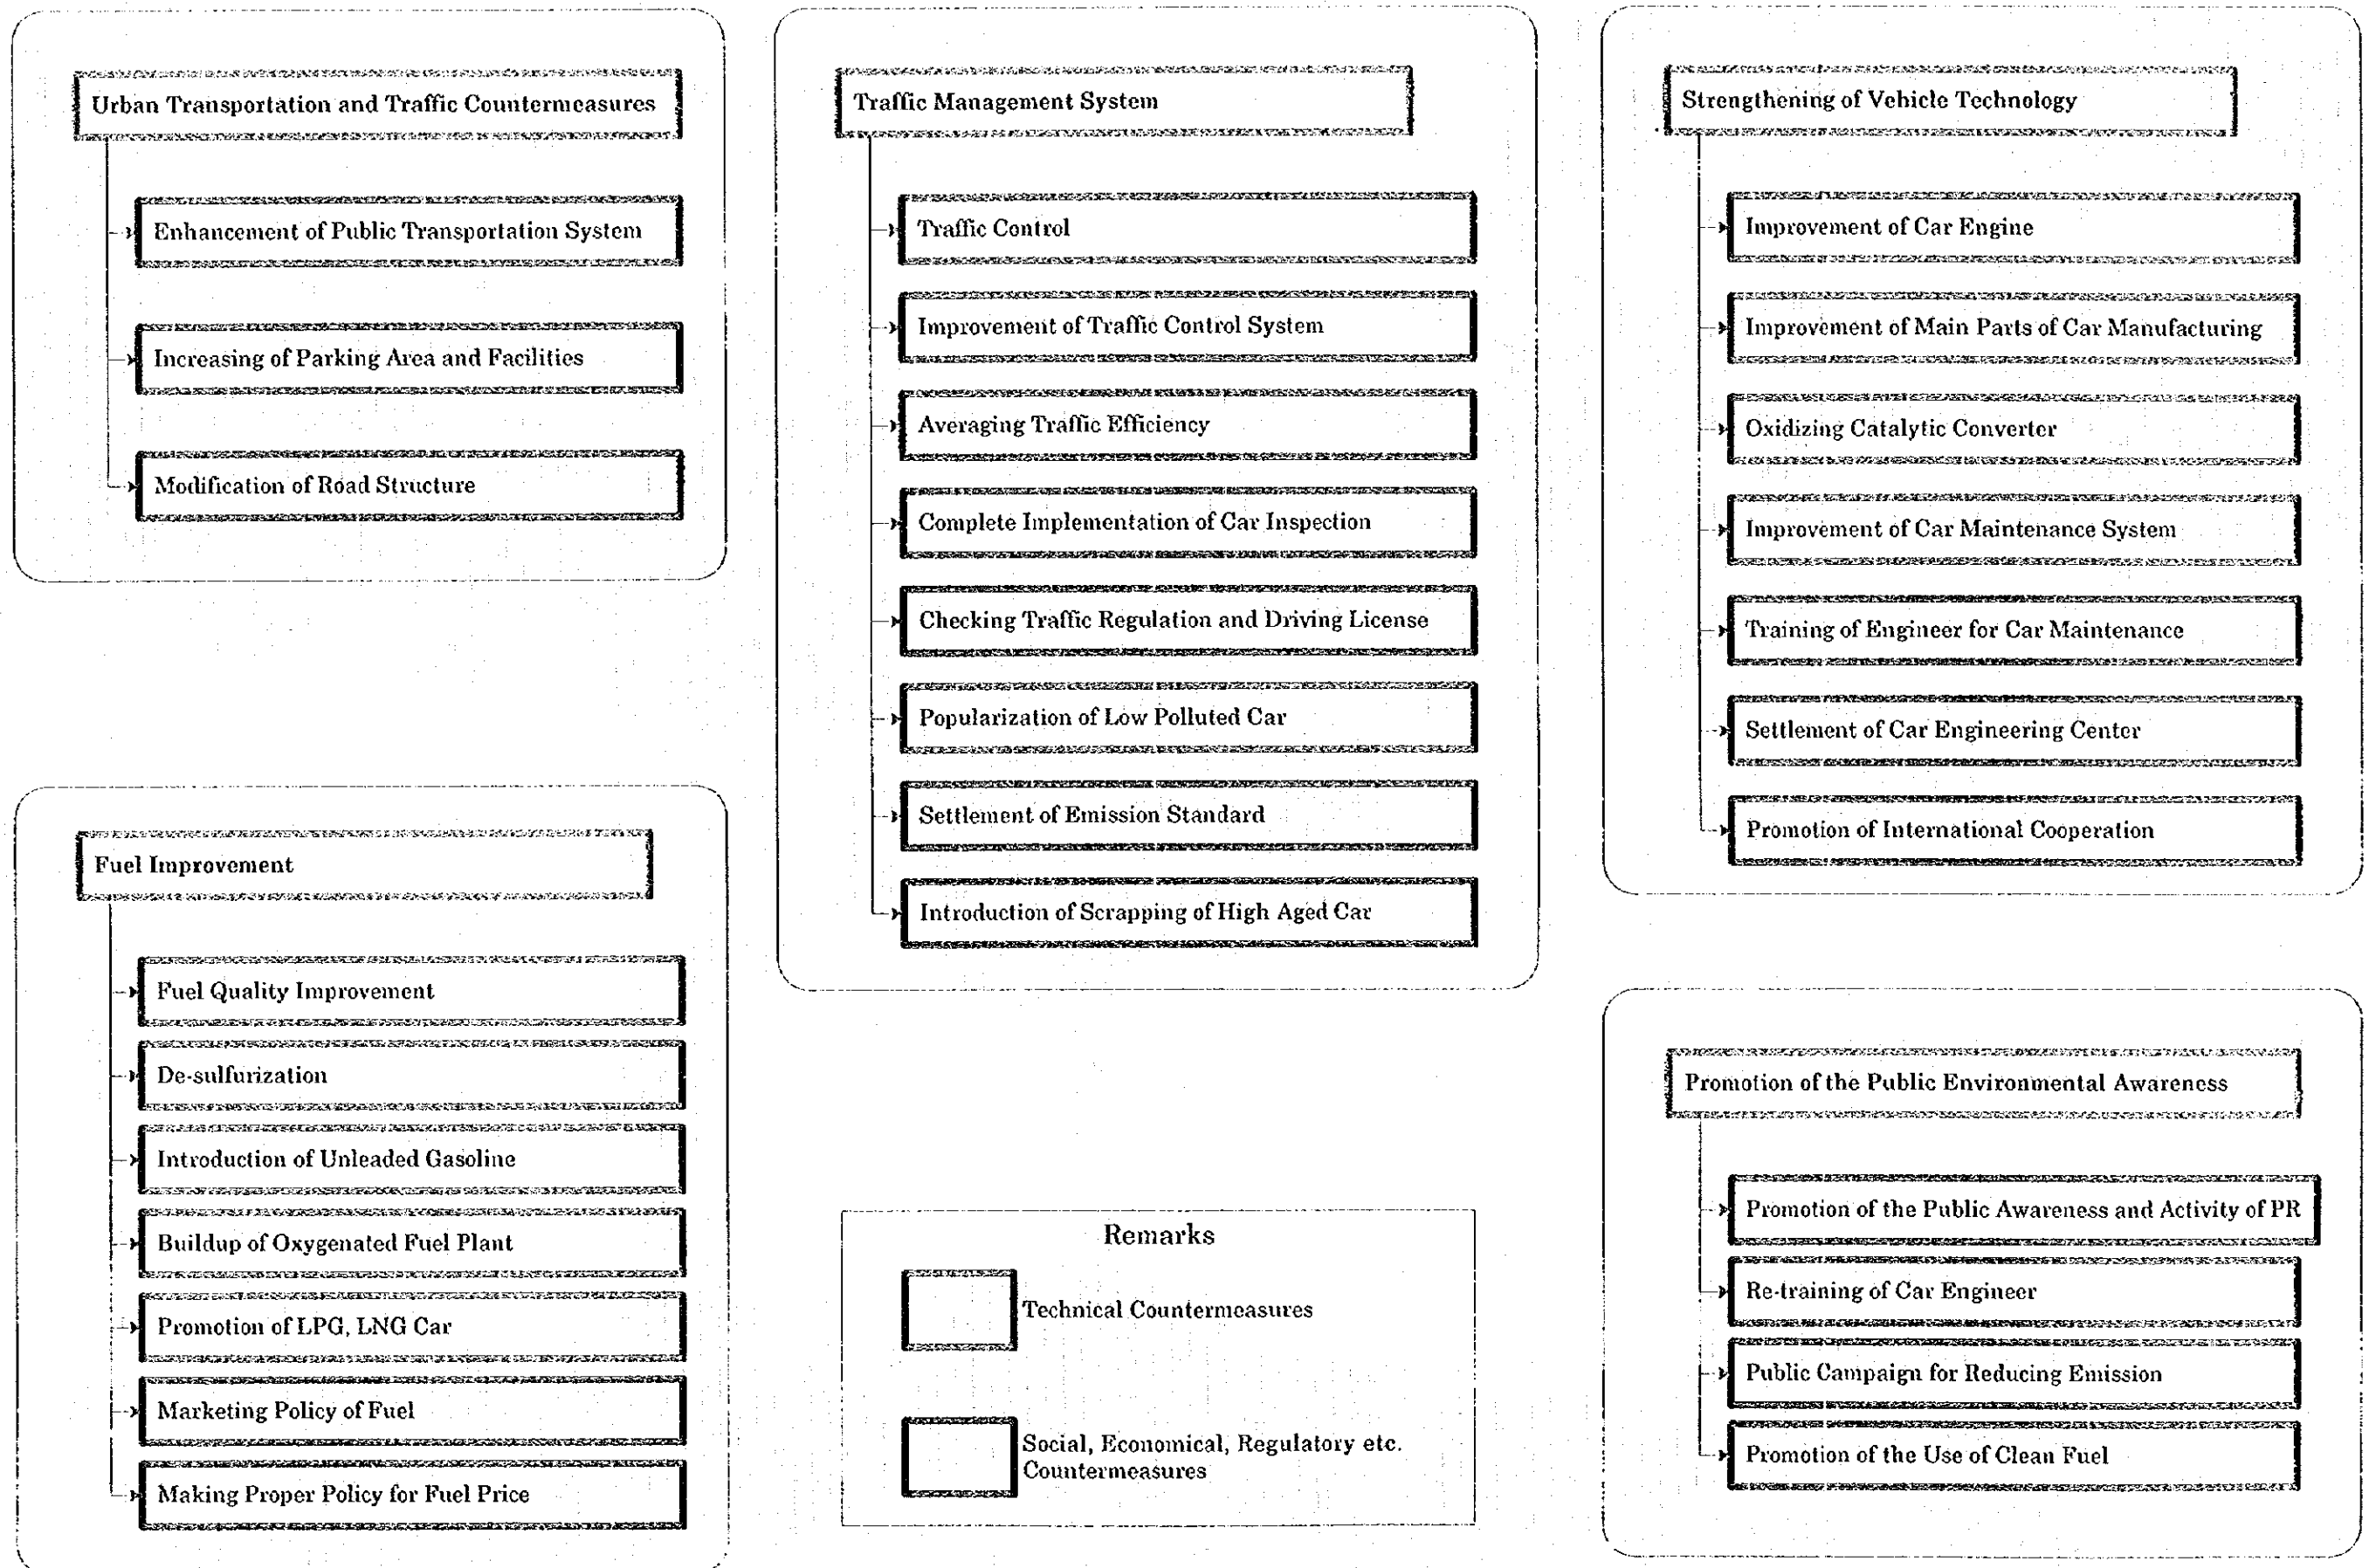 Urban Transportation and Traffic Countermeasures
Enhancement of Public Transportation System
Increasing of Parking Area and Facilities
Modification of Road Structure
Fuel Improvement
Fuel Quality Improvement
De-sulfurization
Introduction of Unleaded Gasoline
Buildup of Oxygenated Fuel Plant
Promotion of LPG, LNG Car
Marketing Policy of Fuel
Making Proper Policy for Fuel Price
Traffic Management System
Traffic Control
Improvement of Traffic Control System
Averaging Traffic Efficiency
Complete Implementation of Car Inspection
Checking Traffic Regulation and Driving License
Popularization of Low Polluted Car
Settlement of Emission Standard
Introduction of Scrapping of High Aged Car
Remarks
Technical Countermeasures
Social, Economical, Regulatory etc.
Countermeasures
Strengthening of Vehicle Technology
Improvement of Car Engine
Improvement of Main Parts of Car Manufacturing
Oxidizing Catalytic Converter
Improvement of Car Maintenance System
Training of Engineer for Car Maintenance
Settlement of Car Engineering Center
Promotion of International Cooperation
Promotion of the Public Environmental Awareness
Promotion of the Public Awareness and Activity of PR
Re-training of Car Engineer
Public Campaign for Reducing Emission
Promotion of the Use of Clean Fuel